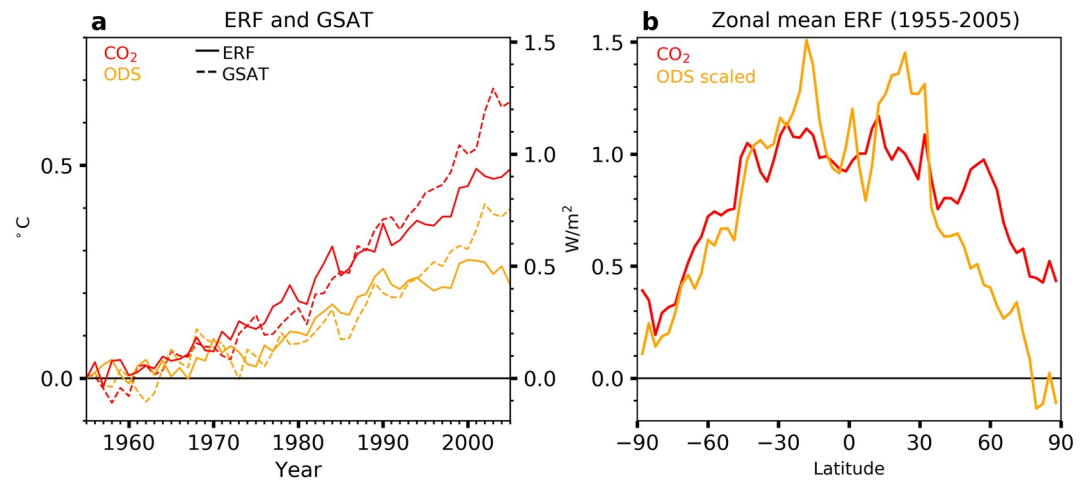 a
ERF and GSAT
CO₂
ODS
ERF
GSAT
0.5
0.0
°C
1.5
1.0
0.5
0.0
W/m²
1960
1970
1980
1990
2000
Year
b
Zonal mean ERF (1955-2005)
CO₂
ODS scaled
1.5
1.0
0.5
0.0
−90
−60
−30
0
30
60
90
Latitude